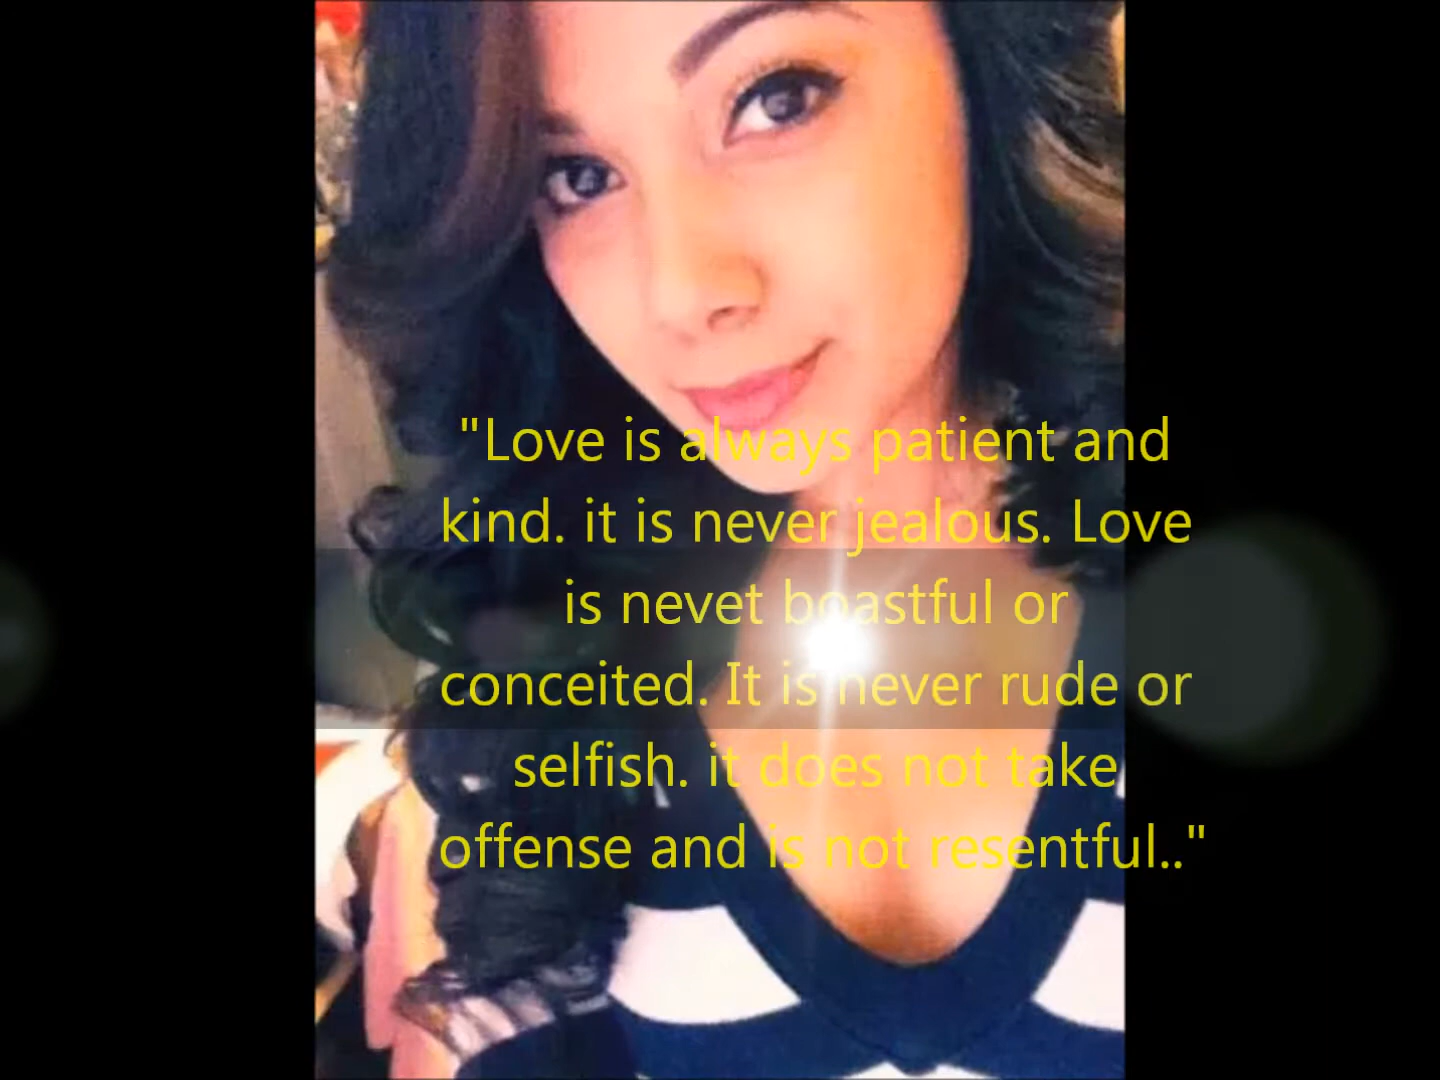 "Love is always patient and
kind. it is never jealous. Love
is nevet boastful or
conceited. It is never rude or
selfish. it does not take
offense and is not resentful.."